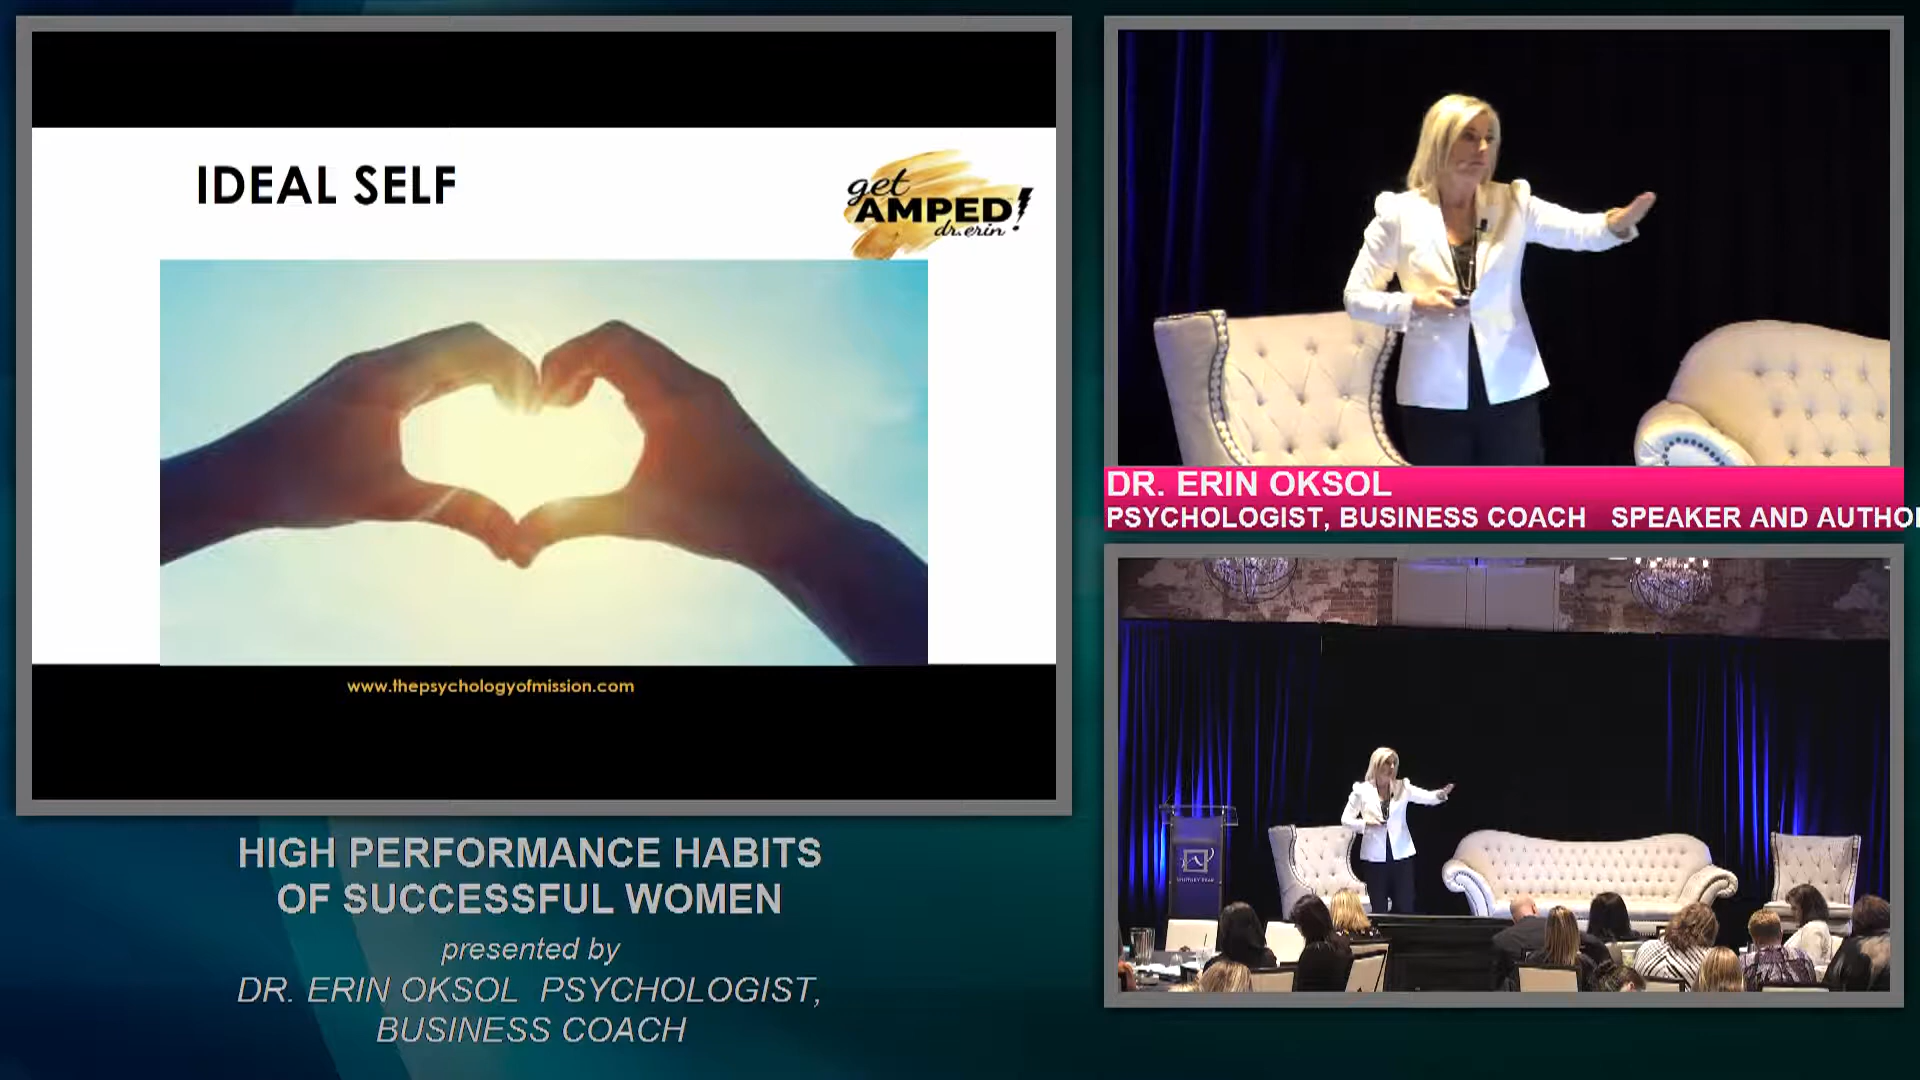 IDEAL SELF
get
AMPED!
dr.erin
www.thepsychologyofmission.com
HIGH PERFORMANCE HABITS
OF SUCCESSFUL WOMEN
presented by
DR. ERIN OKSOL PSYCHOLOGIST,
BUSINESS COACH
DR. ERIN OKSOL
PSYCHOLOGIST, BUSINESS COACH SPEAKER AND AUTHO